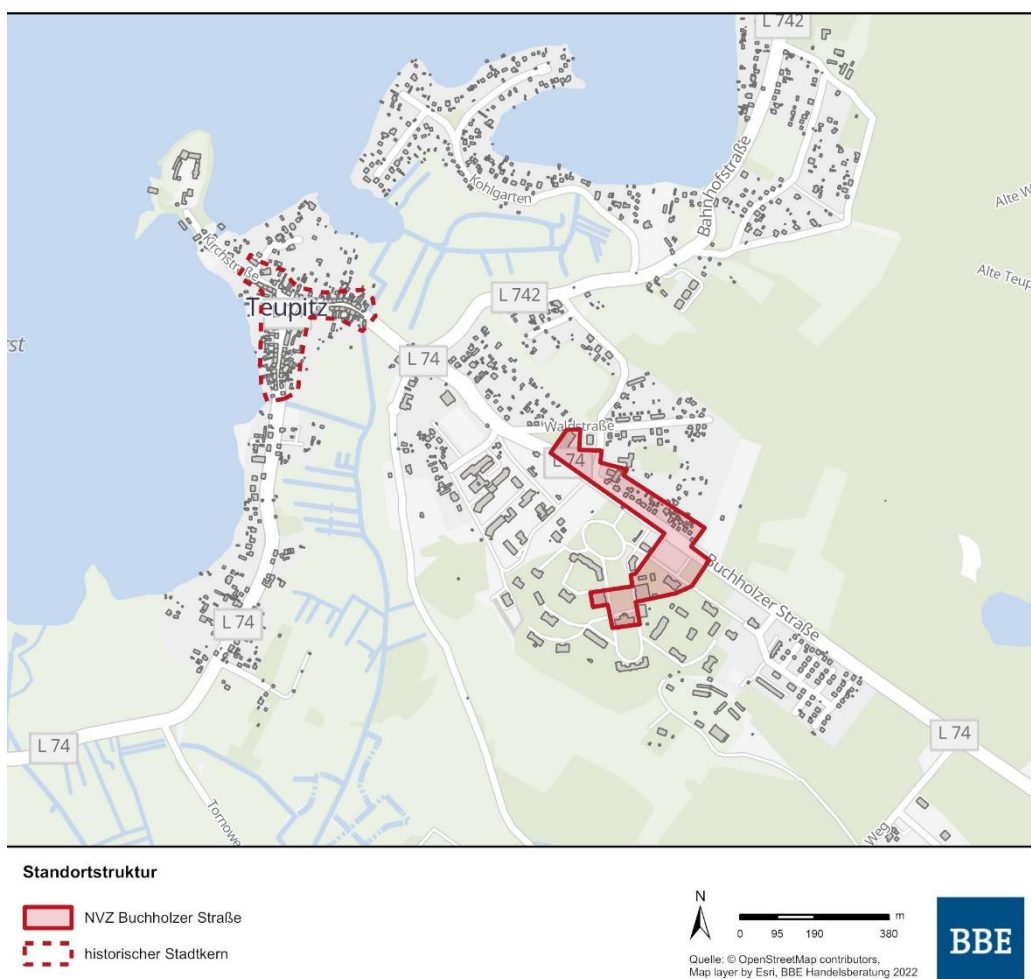 L 742
Alte W
Kohlgarten
Bahnhofstraße
Kirchstraße
Alte Teup
Teupitz
L 742
rst
L 74
Waldstraße
L 74
Buchholzer Straße
L 74
L 74
L 74
Tornowe
Weg
Standortstruktur
NVZ Buchholzer Straße
historischer Stadtkern
N
m
0 95 190 380
Quelle: © OpenStreetMap contributors,
Map layer by Esri, BBE Handelsberatung 2022
BBE